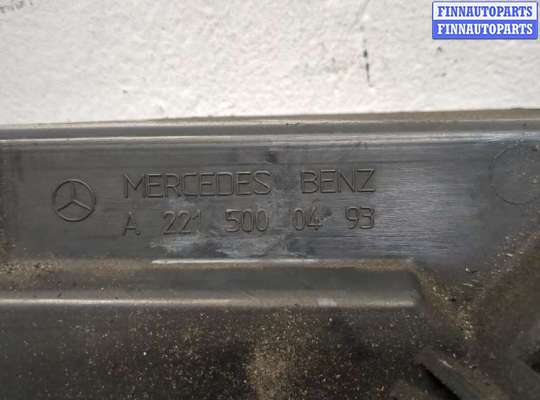 FINNAUTOPARTS
FINNAUTOPARTS
MERCEDES BENZ
A 221 500 04 93